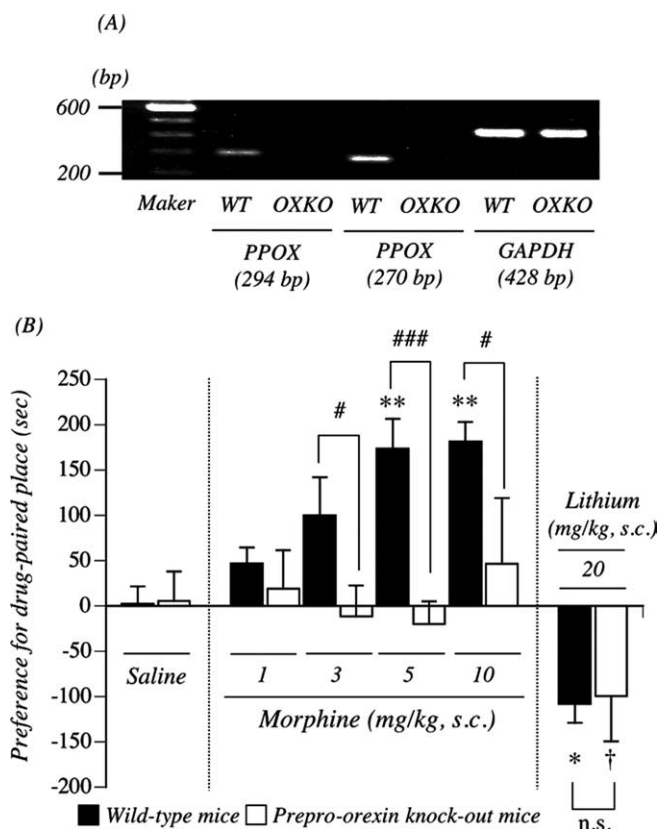 (A)
(bp)
600
200
Maker WT OXKO WT OXKO WT OXKO
PPOX PPOX GAPDH
(294 bp) (270 bp) (428 bp)
(B)
Preference for drug-paired place (sec)
250
200
150
100
50
0
-50
-100
-150
-200
# ### #
** **
Lithium
(mg/kg, s.c.)
20
Saline 1 3 5 10
Morphine (mg/kg, s.c.)
* †
n.s.
Wild-type mice Prepro-orexin knock-out mice